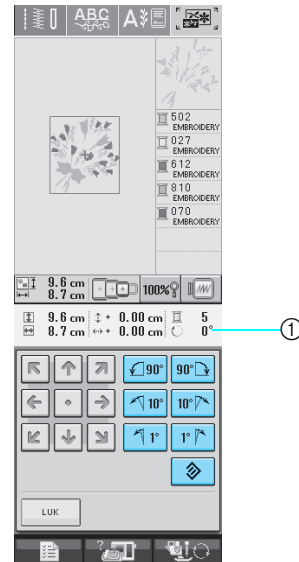 ABC
A
502
EMBROIDERY
027
EMBROIDERY
612
EMBROIDERY
810
EMBROIDERY
070
EMBROIDERY
9.6 cm
8.7 cm
100%
9.6 cm + 0.00 cm 5
8.7 cm + 0.00 cm 0°
1
90° 90°
10° 10°
1° 1°
LUK
?